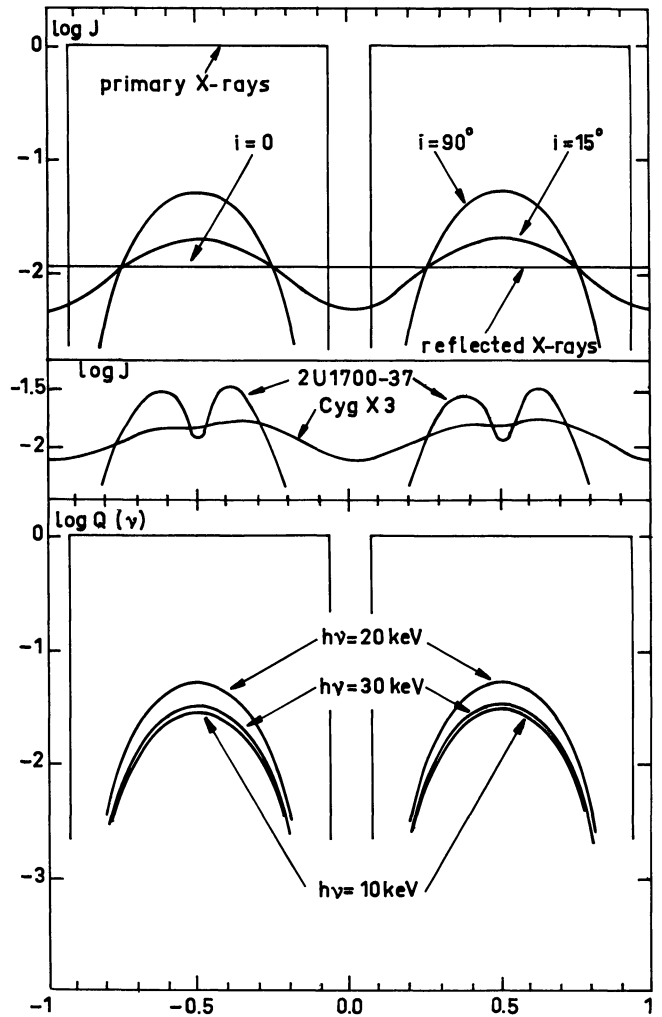 log J
0
primary X-rays
-1
i = 0
i = 90°
i = 15°
-2
reflected X-rays
log J
-1.5
2U1700-37
Cyg X3
-2
log Q (ν)
0
-1
hν=20 keV
hν=30 keV
-2
hν= 10 keV
-3
-1
-0.5
0.0
0.5
1